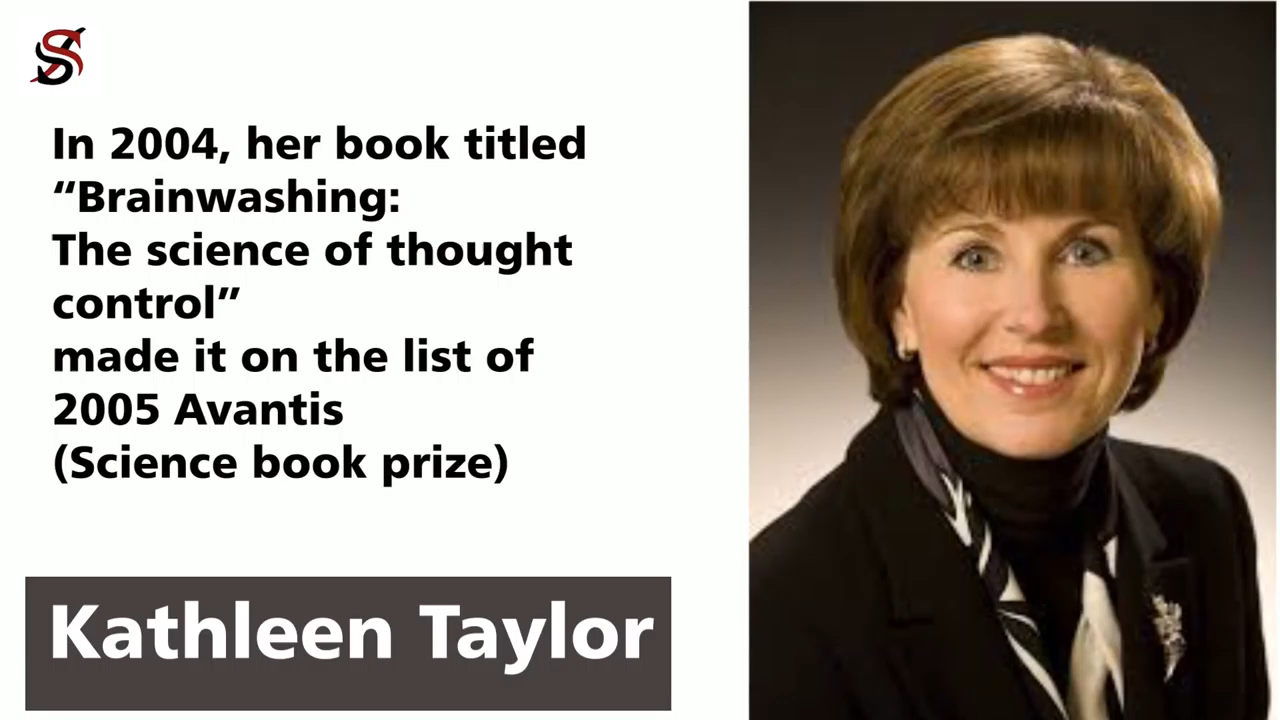 In 2004, her book titled
“Brainwashing:
The science of thought
control”
made it on the list of
2005 Avantis
(Science book prize)
Kathleen Taylor